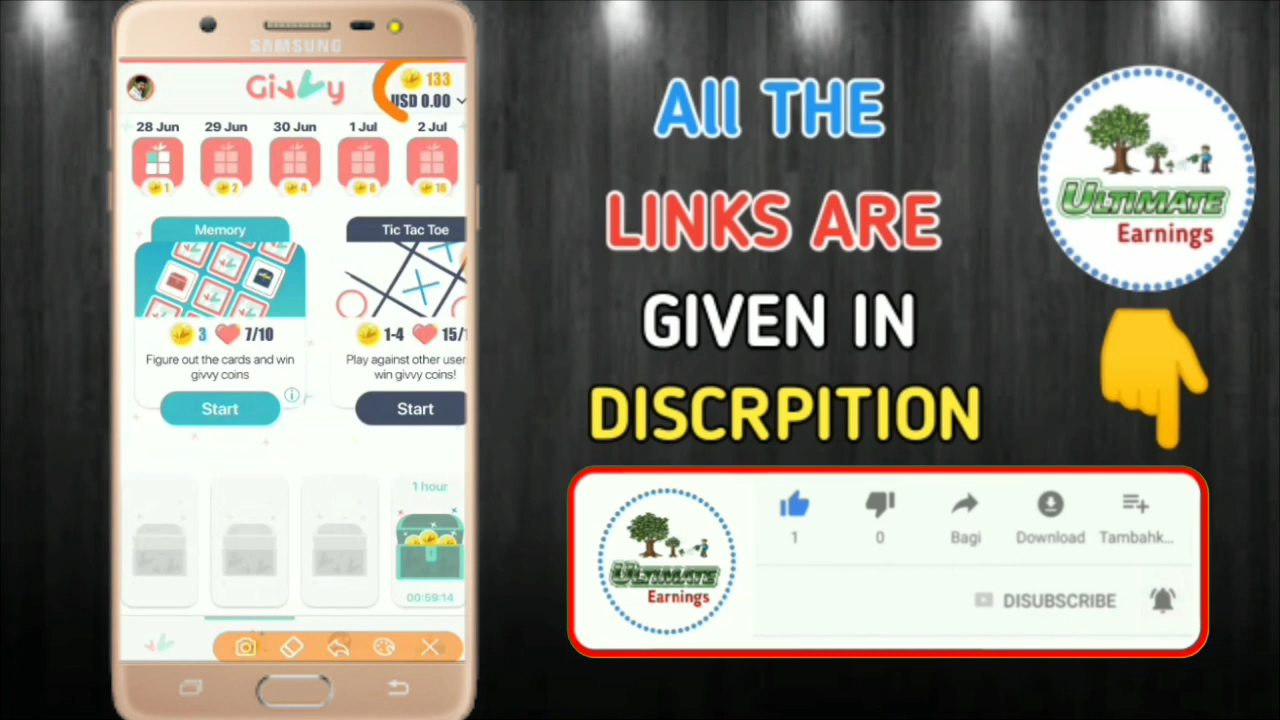 SAMSUNG
Givvy
133
USD 0.00
28 Jun
29 Jun
30 Jun
1 Jul
2 Jul
1
2
4
8
16
Memory
3
7/10
Figure out the cards and win
givvy coins
Start
Tic Tac Toe
1-4
15/1
Play against other user
win givvy coins!
Start
1 hour
00:59:14
All THE
LINKS ARE
GIVEN IN
DISCRPITION
ULTIMATE
Earnings
ULTIMATE
Earnings
1
0
Bagi
Download
Tambahk...
DISUBSCRIBE